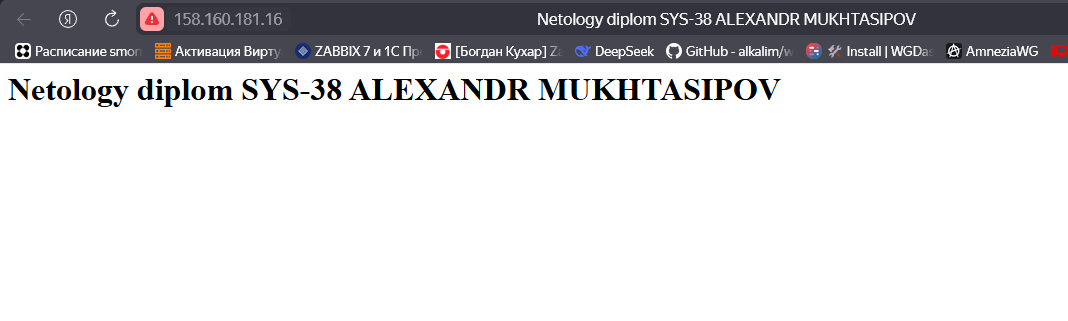 158.160.181.16 Netology diplom SYS-38 ALEXANDR MUKHTASIPOV
Расписание smon Активация Вирту ZABBIX 7 и 1С Пр [Богдан Кухар] Za DeepSeek GitHub - alkalim/w Install | WGDas AmneziaWG
Netology diplom SYS-38 ALEXANDR MUKHTASIPOV